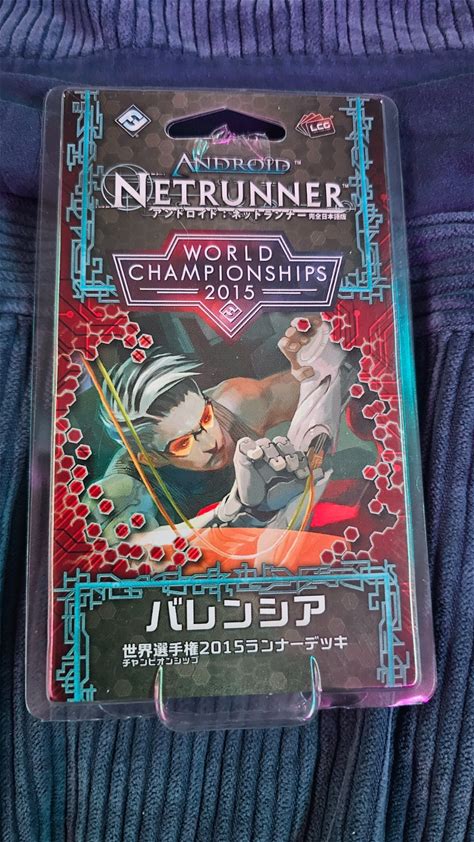 LCG
ANDROID™
NETRUNNER™
アンドロイド:ネットランナー 完全日本語版
WORLD
CHAMPIONSHIPS
2015
バレンシア
世界選手権2015ランナーデッキ
チャンピオンシップ